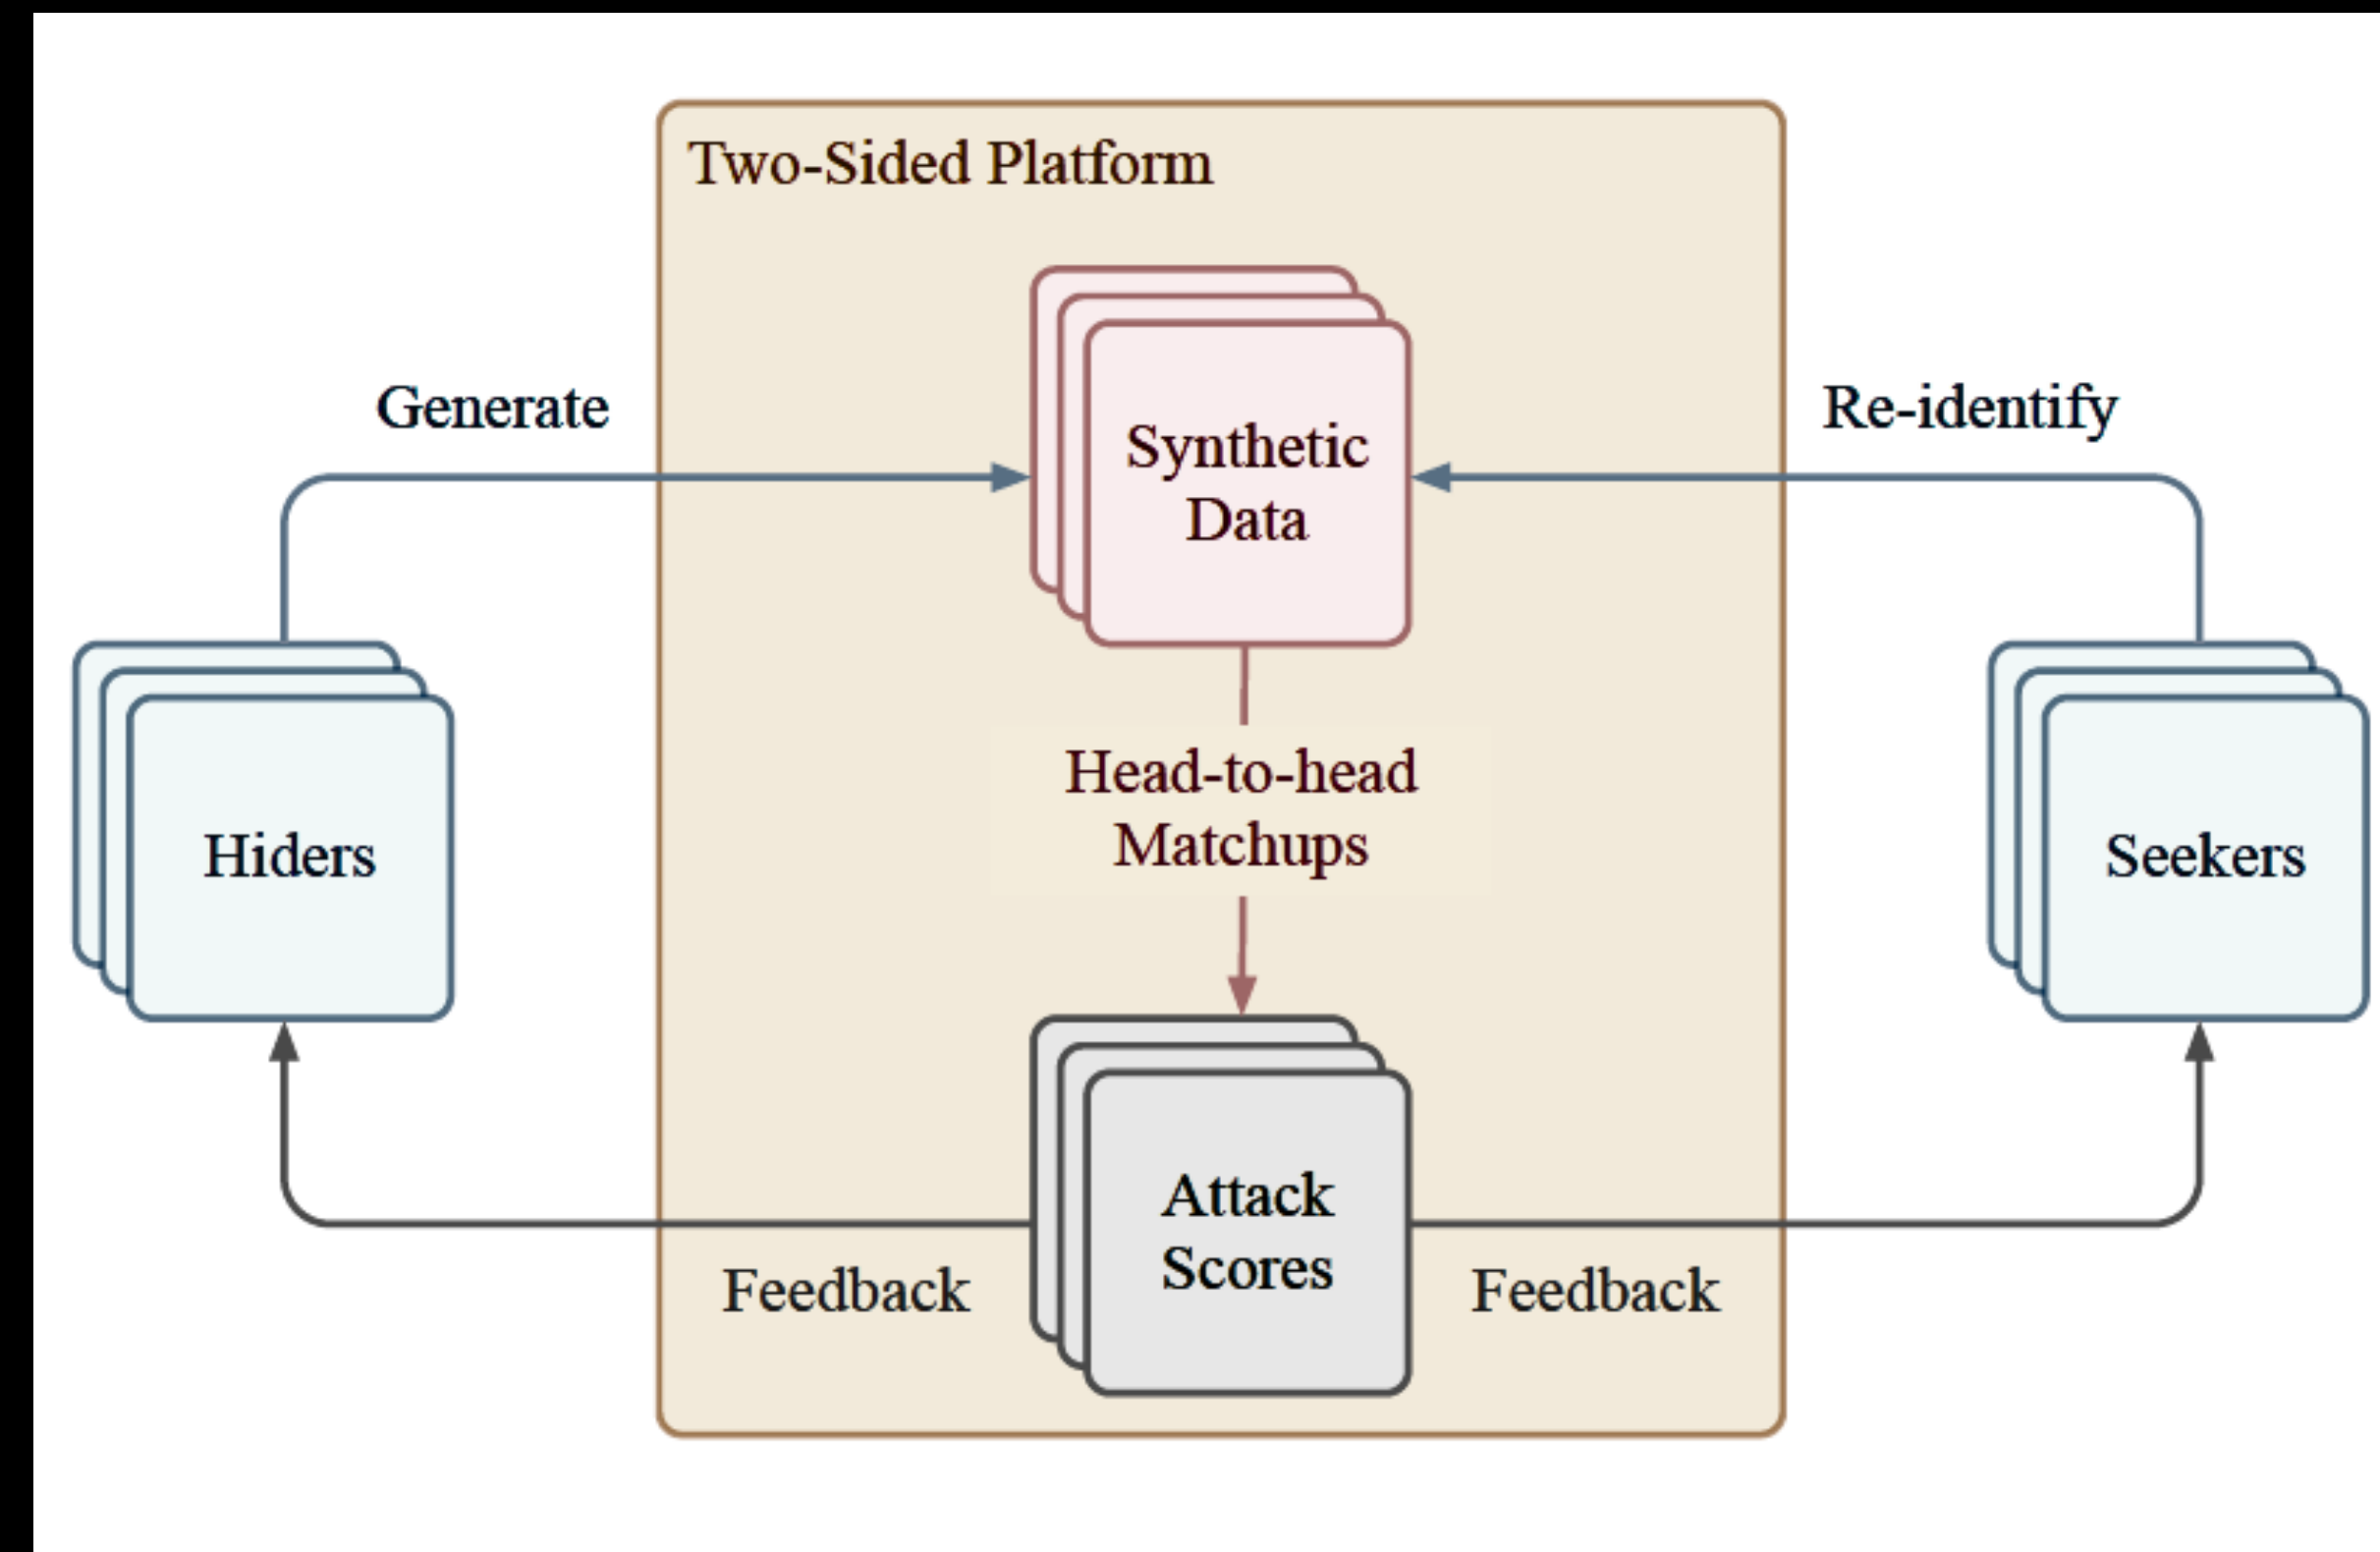 Two-Sided Platform
Generate
Re-identify
Synthetic
Data
Head-to-head
Matchups
Hiders
Seekers
Attack
Scores
Feedback
Feedback